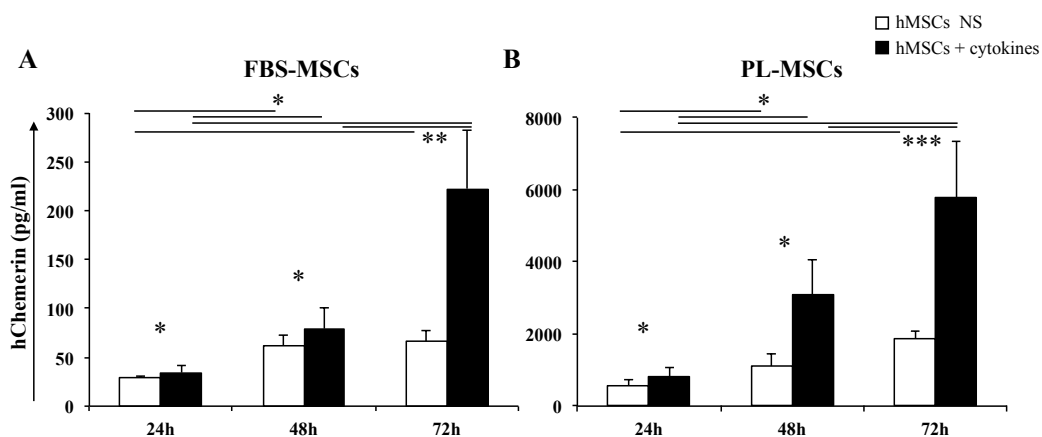 hMSCs NS
hMSCs + cytokines
A
FBS-MSCs
B
PL-MSCs
hChemerin (pg/ml)
300
250
200
150
100
50
0
*
**
*
*
24h
48h
72h
8000
6000
4000
2000
0
*
***
*
*
24h
48h
72h